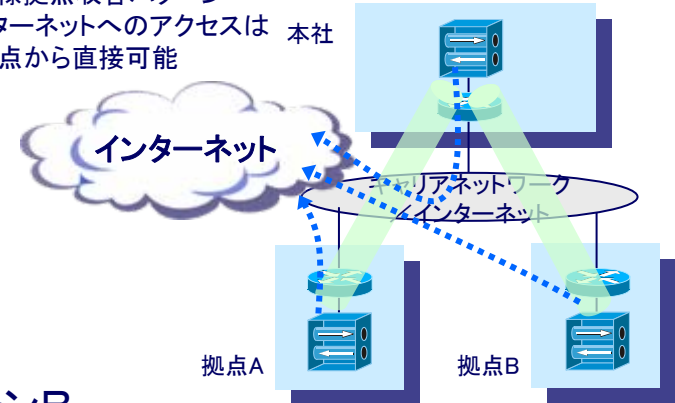 ターネットへのアクセスは
点から直接可能
本社
インターネット
キャリアネットワーク
／インターネット
拠点A
拠点B